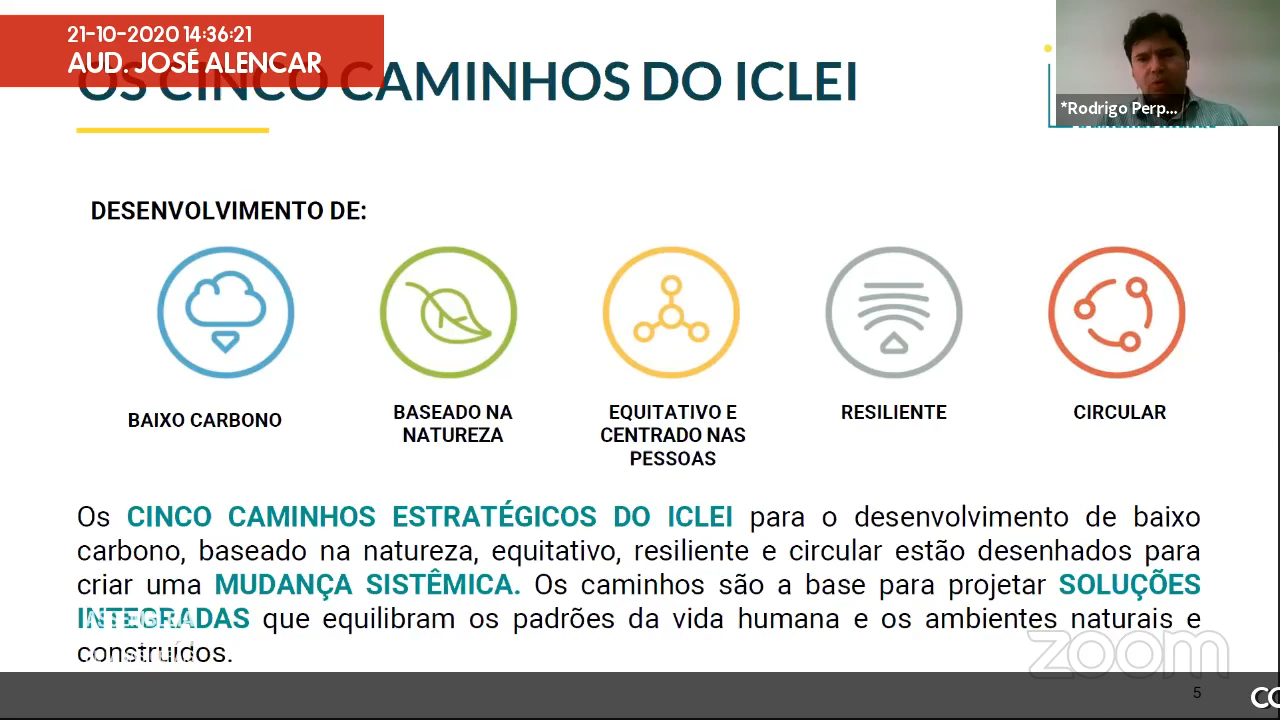 21-10-2020 14:36:21
AUD. JOSÉ ALENCAR
OS CINCO CAMINHOS DO ICLEI
*Rodrigo Perp...
DESENVOLVIMENTO DE:
BAIXO CARBONO
BASEADO NA
NATUREZA
EQUITATIVO E
CENTRADO NAS
PESSOAS
RESILIENTE
CIRCULAR
Os CINCO CAMINHOS ESTRATÉGICOS DO ICLEI para o desenvolvimento de baixo
carbono, baseado na natureza, equitativo, resiliente e circular estão desenhados para
criar uma MUDANÇA SISTÊMICA. Os caminhos são a base para projetar SOLUÇÕES
INTEGRADAS que equilibram os padrões da vida humana e os ambientes naturais e
construídos.
ASSEMBLEIA
zoom
5